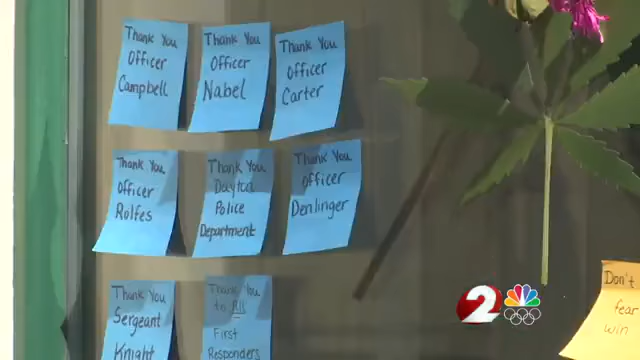 Thank You
Officer
Campbell
Thank You
Officer
Nabel
Thank You
Officer
Carter
Thank You
Officer
Rolfes
Thank You
Dayton
Police
Department
Thank You
Officer
Denlinger
Thank You
Sergeant
Knight
Thank You
to All
First
Responders
Don't
fear
win
2